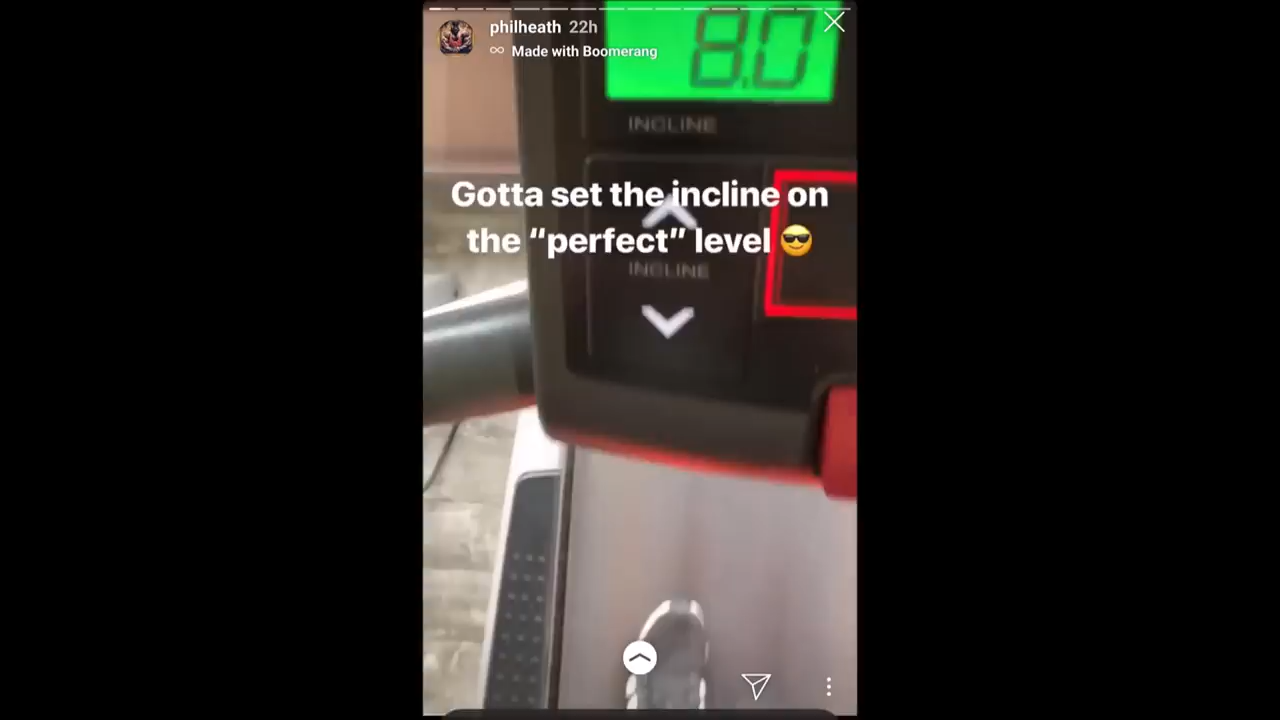 philheath 22h
Made with Boomerang
8.0
INCLINE
Gotta set the incline on
the “perfect” level 😎
INCLINE